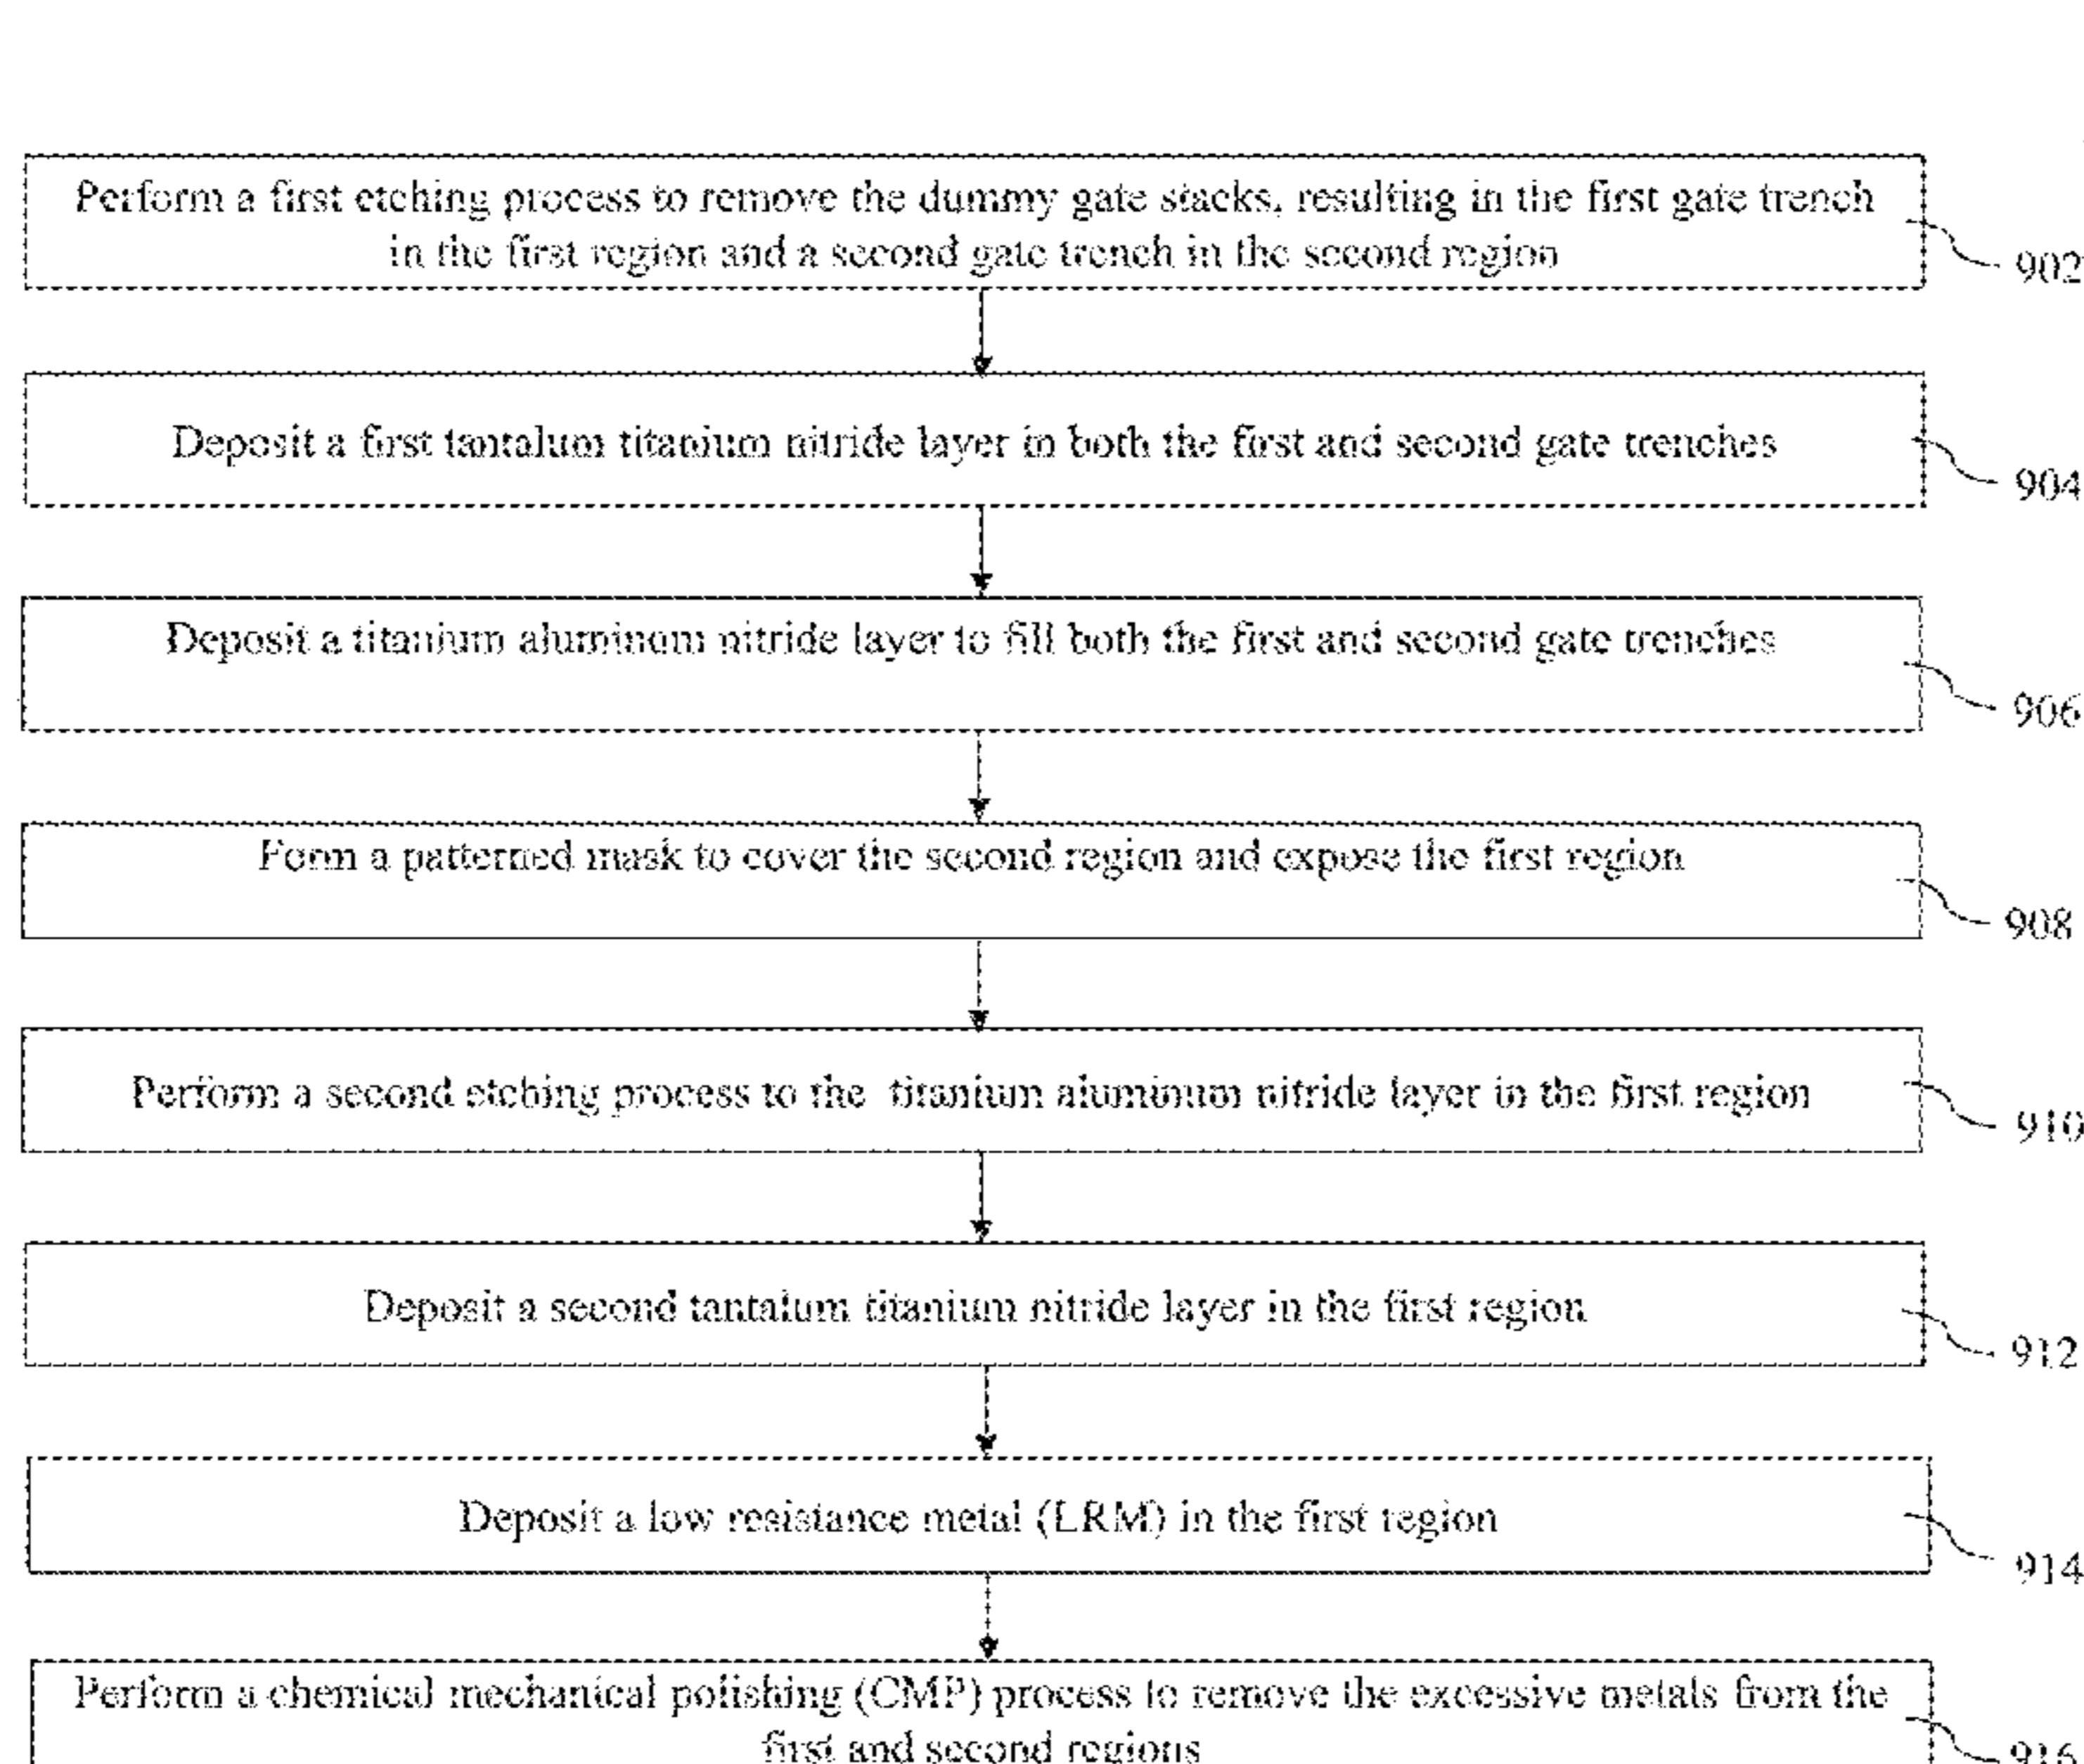 Perform a first etching process to remove the dummy gate stacks, resulting in the first gate trench
in the first region and a second gate trench in the second region
902
Deposit a first tantalum titanium nitride layer in both the first and second gate trenches
904
Deposit a titanium aluminum nitride layer to fill both the first and second gate trenches
906
Form a patterned mask to cover the second region and expose the first region
908
Perform a second etching process to the titanium aluminum nitride layer in the first region
910
Deposit a second tantalum titanium nitride layer in the first region
912
Deposit a low resistance metal (LRM) in the first region
914
Perform a chemical mechanical polishing (CMP) process to remove the excessive metals from the
first and second regions
916